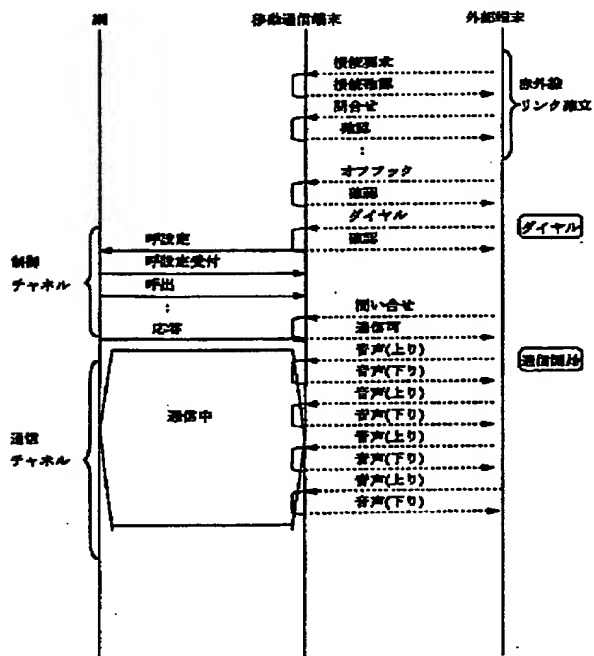 網 移動通信端末 外部端末
接続要求
接続確認
問合せ
確認
:
赤外線
リンク確立
オフフック
確認
ダイヤル
確認
ダイヤル
呼設定
呼設定受付
呼出
:
応答
制御
チャネル
問い合せ
通信可
音声(上り)
音声(下り)
通信開始
音声(上り)
音声(下り)
音声(上り)
音声(下り)
音声(上り)
音声(下り)
通信中
通信
チャネル